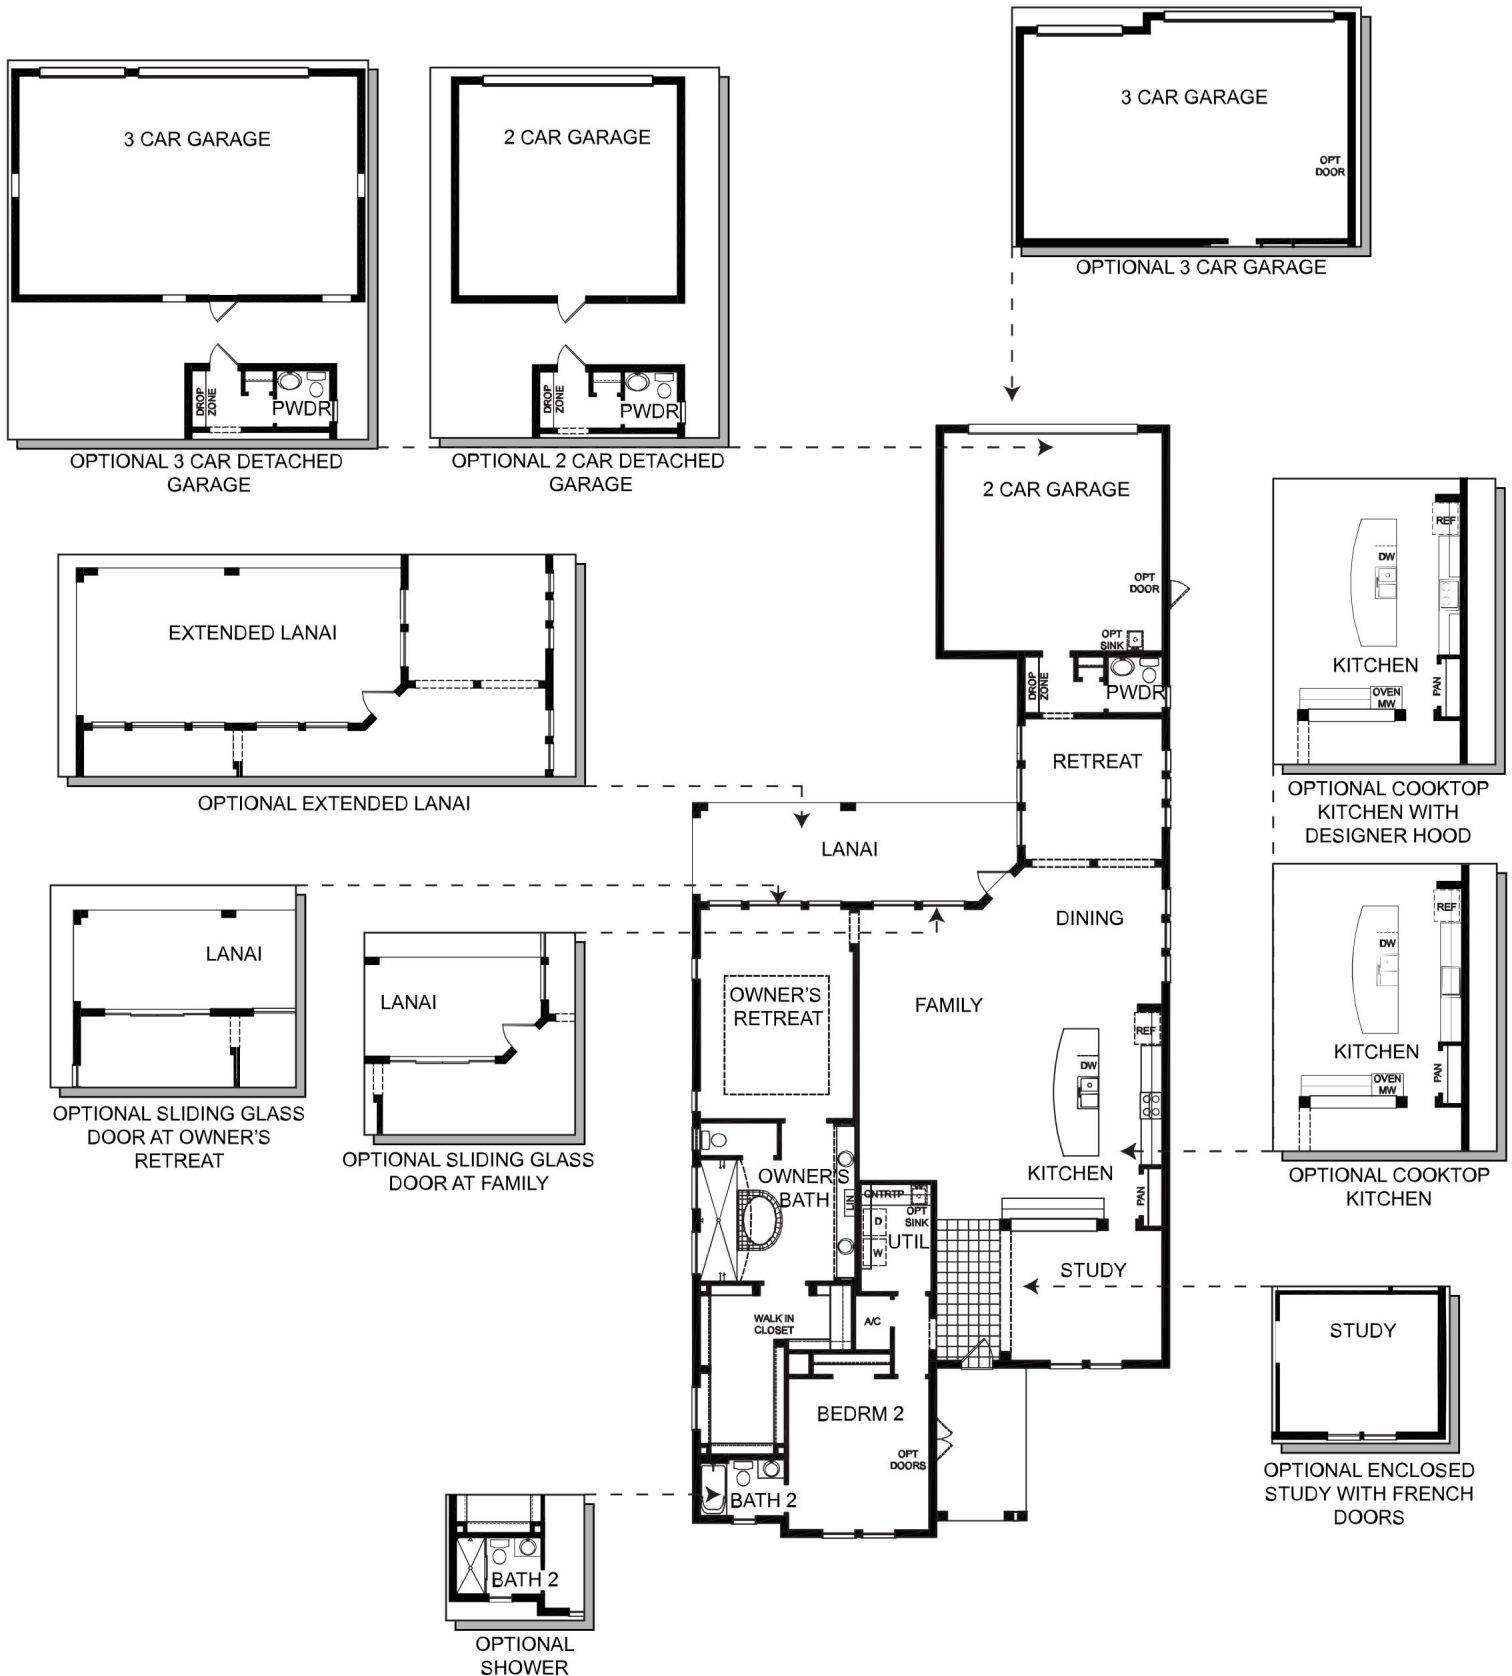 3 CAR GARAGE
DROP
ZONE
PWDR
OPTIONAL 3 CAR DETACHED
GARAGE
2 CAR GARAGE
DROP
ZONE
PWDR
OPTIONAL 2 CAR DETACHED
GARAGE
3 CAR GARAGE
OPT
DOOR
OPTIONAL 3 CAR GARAGE
EXTENDED LANAI
OPTIONAL EXTENDED LANAI
LANAI
OPTIONAL SLIDING GLASS
DOOR AT OWNER'S
RETREAT
LANAI
OPTIONAL SLIDING GLASS
DOOR AT FAMILY
2 CAR GARAGE
OPT
DOOR
OPT
SINK
DROP
ZONE
PWDR
RETREAT
LANAI
DINING
OWNER'S
RETREAT
FAMILY
REF
DW
KITCHEN
PAN
OWNER'S
BATH
LIN
CNTRTP
OPT
SINK
D
W
UTIL
STUDY
WALK IN
CLOSET
A/C
BEDRM 2
OPT
DOORS
BATH 2
REF
DW
KITCHEN
OVEN
MW
PAN
OPTIONAL COOKTOP
KITCHEN WITH
DESIGNER HOOD
REF
DW
KITCHEN
OVEN
MW
PAN
OPTIONAL COOKTOP
KITCHEN
STUDY
OPTIONAL ENCLOSED
STUDY WITH FRENCH
DOORS
BATH 2
OPTIONAL
SHOWER